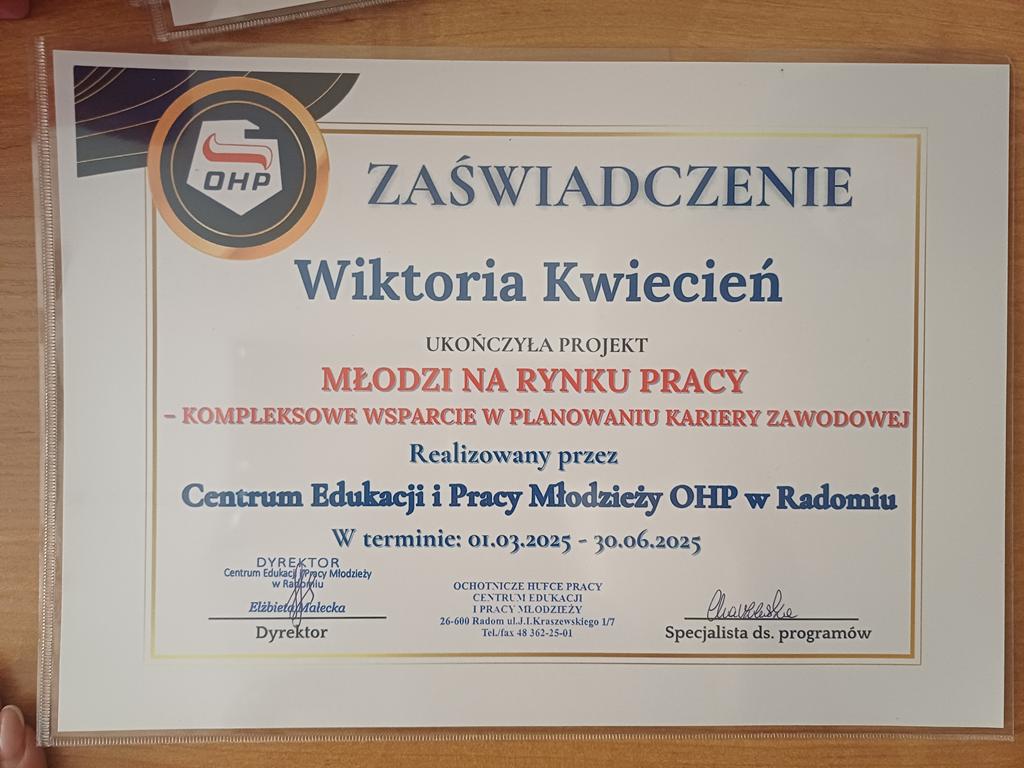 OHP
ZAŚWIADCZENIE
Wiktoria Kwiecień
UKOŃCZYŁA PROJEKT
MŁODZI NA RYNKU PRACY
– KOMPLEKSOWE WSPARCIE W PLANOWANIU KARIERY ZAWODOWEJ
Realizowany przez
Centrum Edukacji i Pracy Młodzieży OHP w Radomiu
W terminie: 01.03.2025 - 30.06.2025
DYREKTOR
Centrum Edukacji i Pracy Młodzieży
w Radomiu
Elżbieta Małecka
Dyrektor
OCHOTNICZE HUFCE PRACY
CENTRUM EDUKACJI
I PRACY MŁODZIEŻY
26-600 Radom ul.J.I.Kraszewskiego 1/7
Tel./fax 48 362-25-01
Specjalista ds. programów